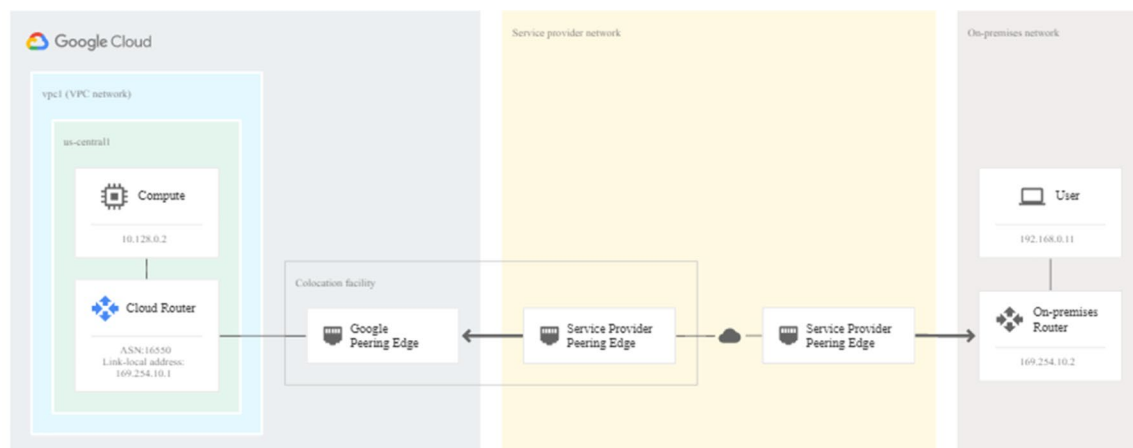 Google Cloud
Service provider network
On-premises network
vpc1 (VPC network)
us-central1
Compute
10.128.0.2
User
192.168.0.11
Colocation facility
Cloud Router
ASN:16550
Link-local address:
169.254.10.1
Google
Peering Edge
Service Provider
Peering Edge
Service Provider
Peering Edge
On-premises
Router
169.254.10.2